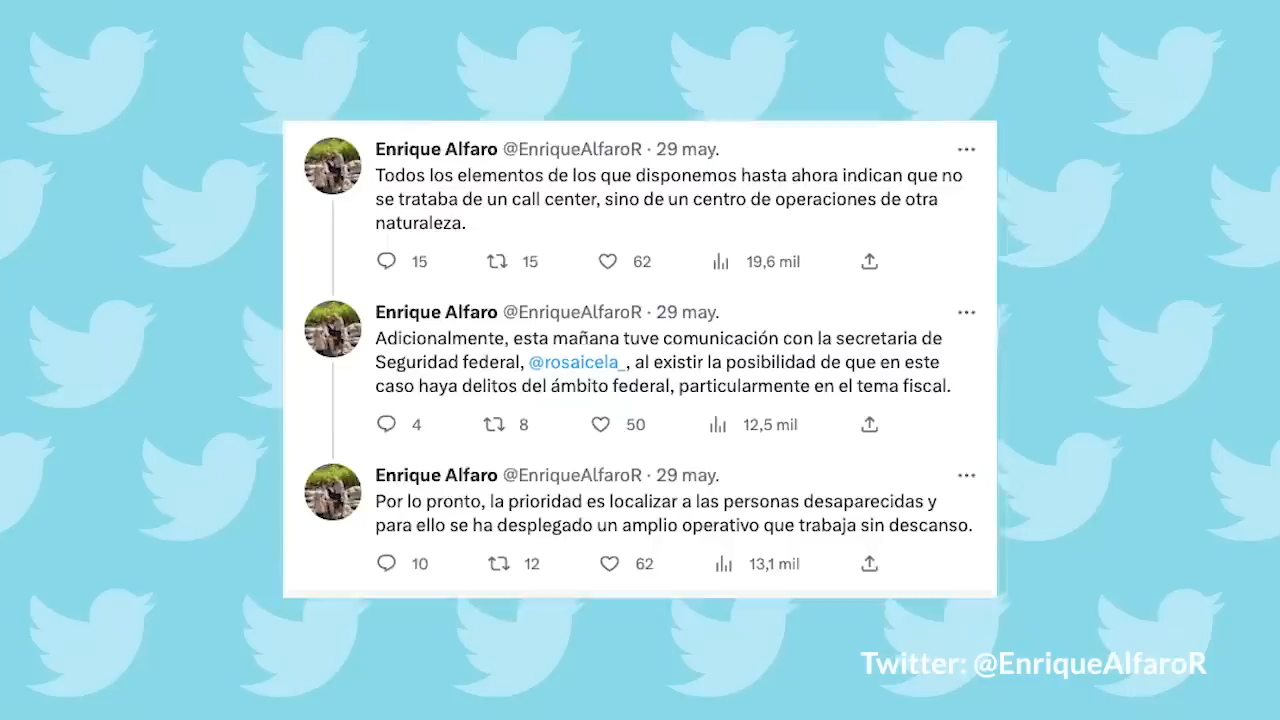 Enrique Alfaro @EnriqueAlfaroR · 29 may.
Todos los elementos de los que disponemos hasta ahora indican que no
se trataba de un call center, sino de un centro de operaciones de otra
naturaleza.
15 15 62 19,6 mil
Enrique Alfaro @EnriqueAlfaroR · 29 may.
Adicionalmente, esta mañana tuve comunicación con la secretaria de
Seguridad federal, @rosaicela_, al existir la posibilidad de que en este
caso haya delitos del ámbito federal, particularmente en el tema fiscal.
4 8 50 12,5 mil
Enrique Alfaro @EnriqueAlfaroR · 29 may.
Por lo pronto, la prioridad es localizar a las personas desaparecidas y
para ello se ha desplegado un amplio operativo que trabaja sin descanso.
10 12 62 13,1 mil
Twitter: @EnriqueAlfaroR